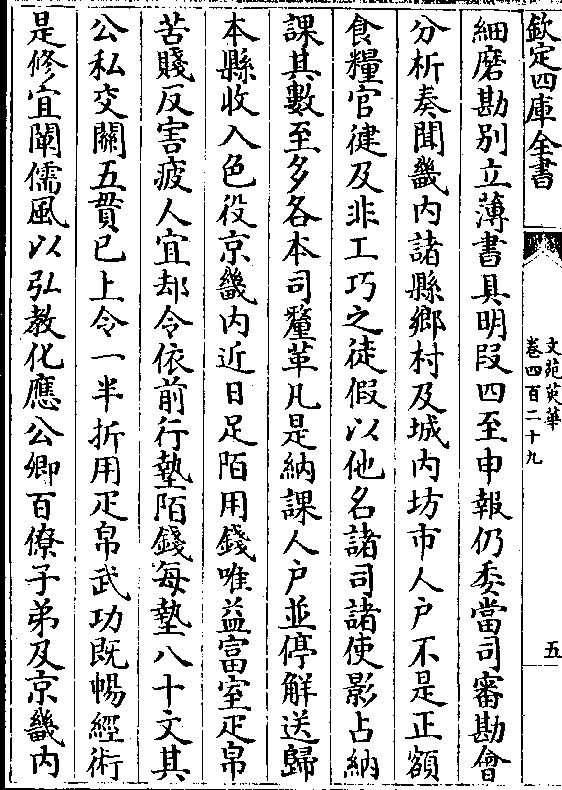 欽定四庫全書
文苑英華
卷四百二十九
五
細磨勘別立薄書具明段四至申報仍委當司審勘會
分析奏聞畿内諸縣鄉村及城内坊市人户不是正額
食糧官健及非工巧之徒假以他名諸司諸使影占納
課其數至多各本司釐革凡是納課人户並停解送歸
本縣收入色役京畿内近日足陌用錢唯益富室疋帛
苦賤反害疲人宜却令依前行墊陌錢每墊八十文其
公私交關五貫已上令一半折用疋帛武功既暢經術
是修宜闡儒風以弘教化應公卿百僚子弟及京畿内